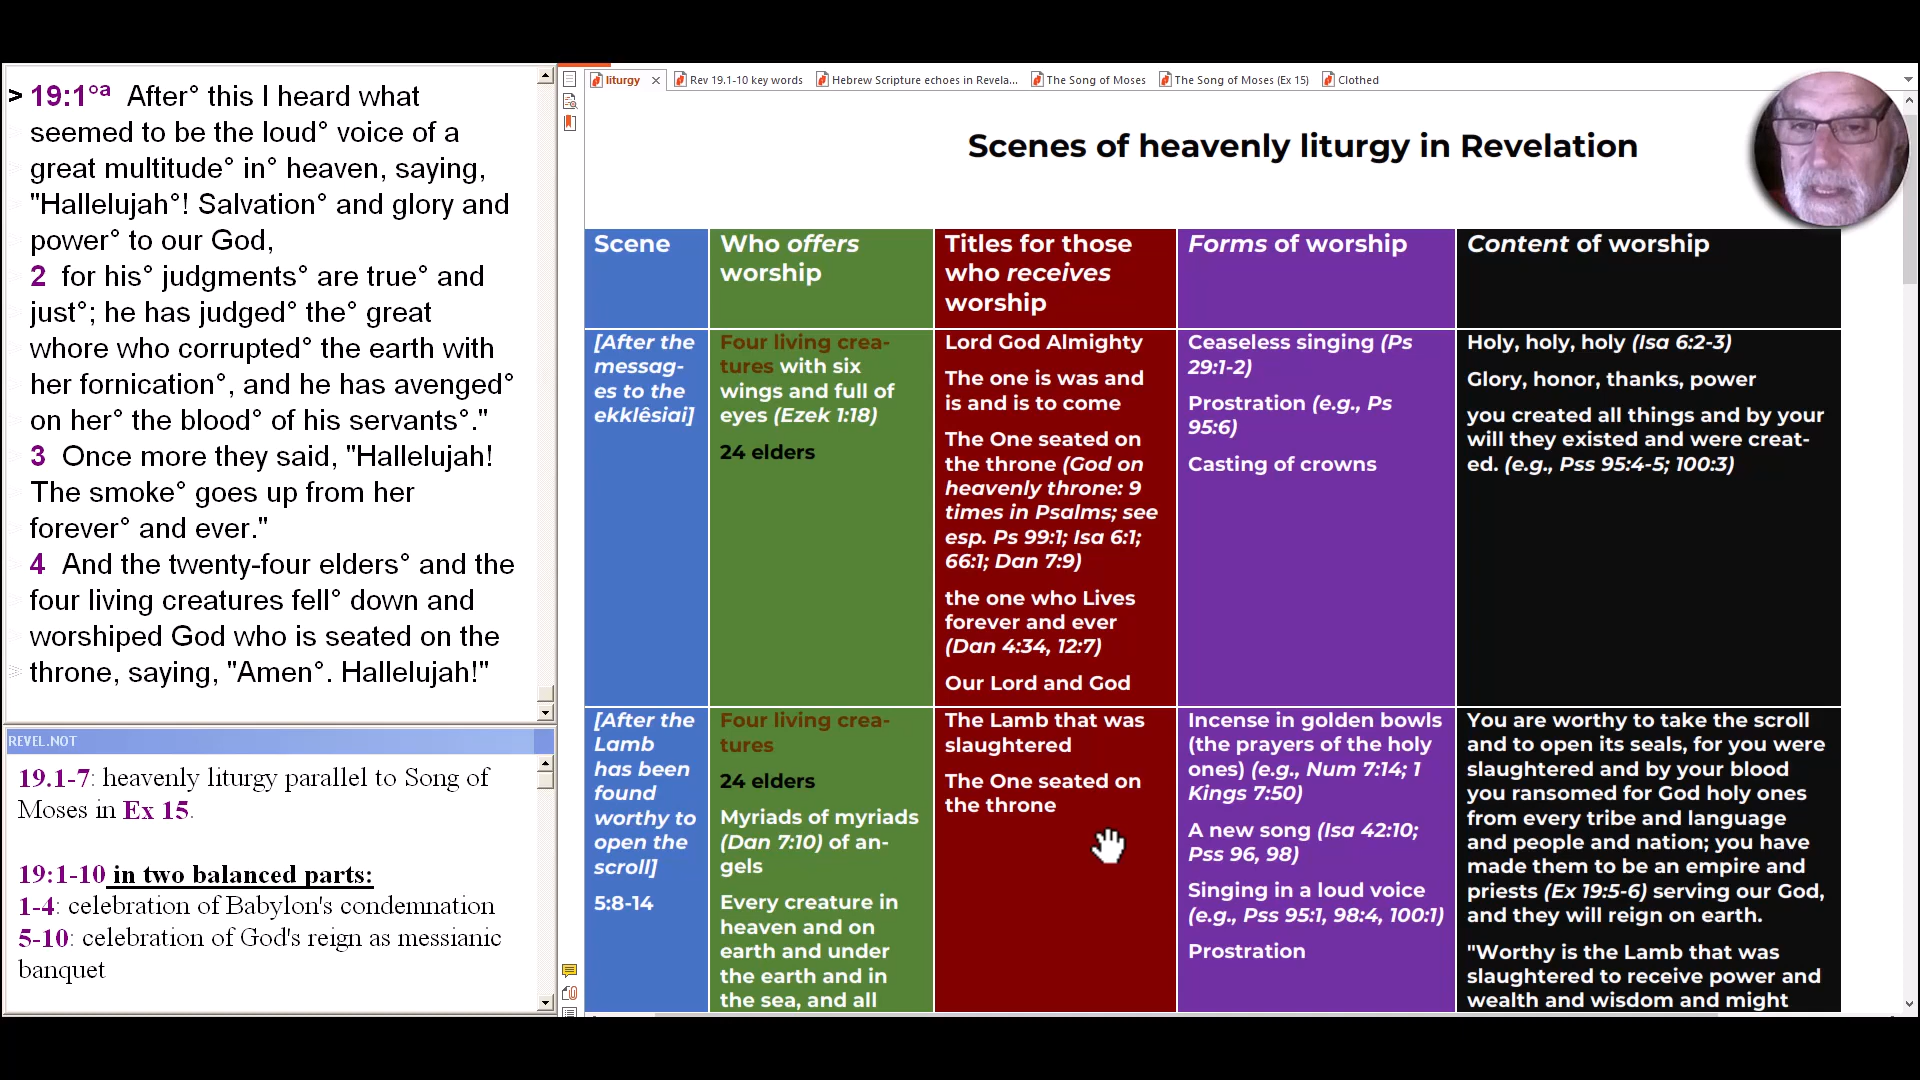 > 19:1°ª After° this I heard what
seemed to be the loud° voice of a
great multitude° in° heaven, saying,
"Hallelujah°! Salvation° and glory and
power° to our God,
2 for his° judgments° are true° and
just°; he has judged° the° great
whore who corrupted° the earth with
her fornication°, and he has avenged°
on her° the blood° of his servants°."
3 Once more they said, "Hallelujah!
The smoke° goes up from her
forever° and ever."
4 And the twenty-four elders° and the
four living creatures fell° down and
worshiped God who is seated on the
throne, saying, "Amen°. Hallelujah!"
REVEL.NOT
19.1-7: heavenly liturgy parallel to Song of
Moses in Ex 15.
19:1-10 in two balanced parts:
1-4: celebration of Babylon's condemnation
5-10: celebration of God's reign as messianic
banquet
liturgy
Rev 19.1-10 key words
Hebrew Scripture echoes in Revela...
The Song of Moses
The Song of Moses (Ex 15)
Clothed
Scenes of heavenly liturgy in Revelation
Scene
Who offers
worship
Titles for those
who receives
worship
Forms of worship
Content of worship
[After the
messag-
es to the
ekklêsiai]
Four living crea-
tures with six
wings and full of
eyes (Ezek 1:18)
24 elders
Lord God Almighty
The one is was and
is and is to come
The One seated on
the throne (God on
heavenly throne: 9
times in Psalms; see
esp. Ps 99:1; Isa 6:1;
66:1; Dan 7:9)
the one who Lives
forever and ever
(Dan 4:34, 12:7)
Our Lord and God
Ceaseless singing (Ps
29:1-2)
Prostration (e.g., Ps
95:6)
Casting of crowns
Holy, holy, holy (Isa 6:2-3)
Glory, honor, thanks, power
you created all things and by your
will they existed and were creat-
ed. (e.g., Pss 95:4-5; 100:3)
[After the
Lamb
has been
found
worthy to
open the
scroll]
5:8-14
Four living crea-
tures
24 elders
Myriads of myriads
(Dan 7:10) of an-
gels
Every creature in
heaven and on
earth and under
the earth and in
the sea, and all
The Lamb that was
slaughtered
The One seated on
the throne
Incense in golden bowls
(the prayers of the holy
ones) (e.g., Num 7:14; 1
Kings 7:50)
A new song (Isa 42:10;
Pss 96, 98)
Singing in a loud voice
(e.g., Pss 95:1, 98:4, 100:1)
Prostration
You are worthy to take the scroll
and to open its seals, for you were
slaughtered and by your blood
you ransomed for God holy ones
from every tribe and language
and people and nation; you have
made them to be an empire and
priests (Ex 19:5-6) serving our God,
and they will reign on earth.
"Worthy is the Lamb that was
slaughtered to receive power and
wealth and wisdom and might